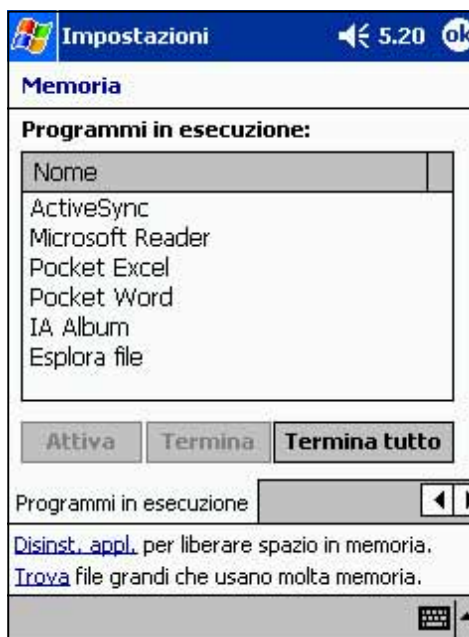 Impostazioni 5.20 ok
Memoria
Programmi in esecuzione:
Nome
ActiveSync
Microsoft Reader
Pocket Excel
Pocket Word
IA Album
Esplora file
Attiva Termina Termina tutto
Programmi in esecuzione
Disinst. appl. per liberare spazio in memoria.
Trova file grandi che usano molta memoria.